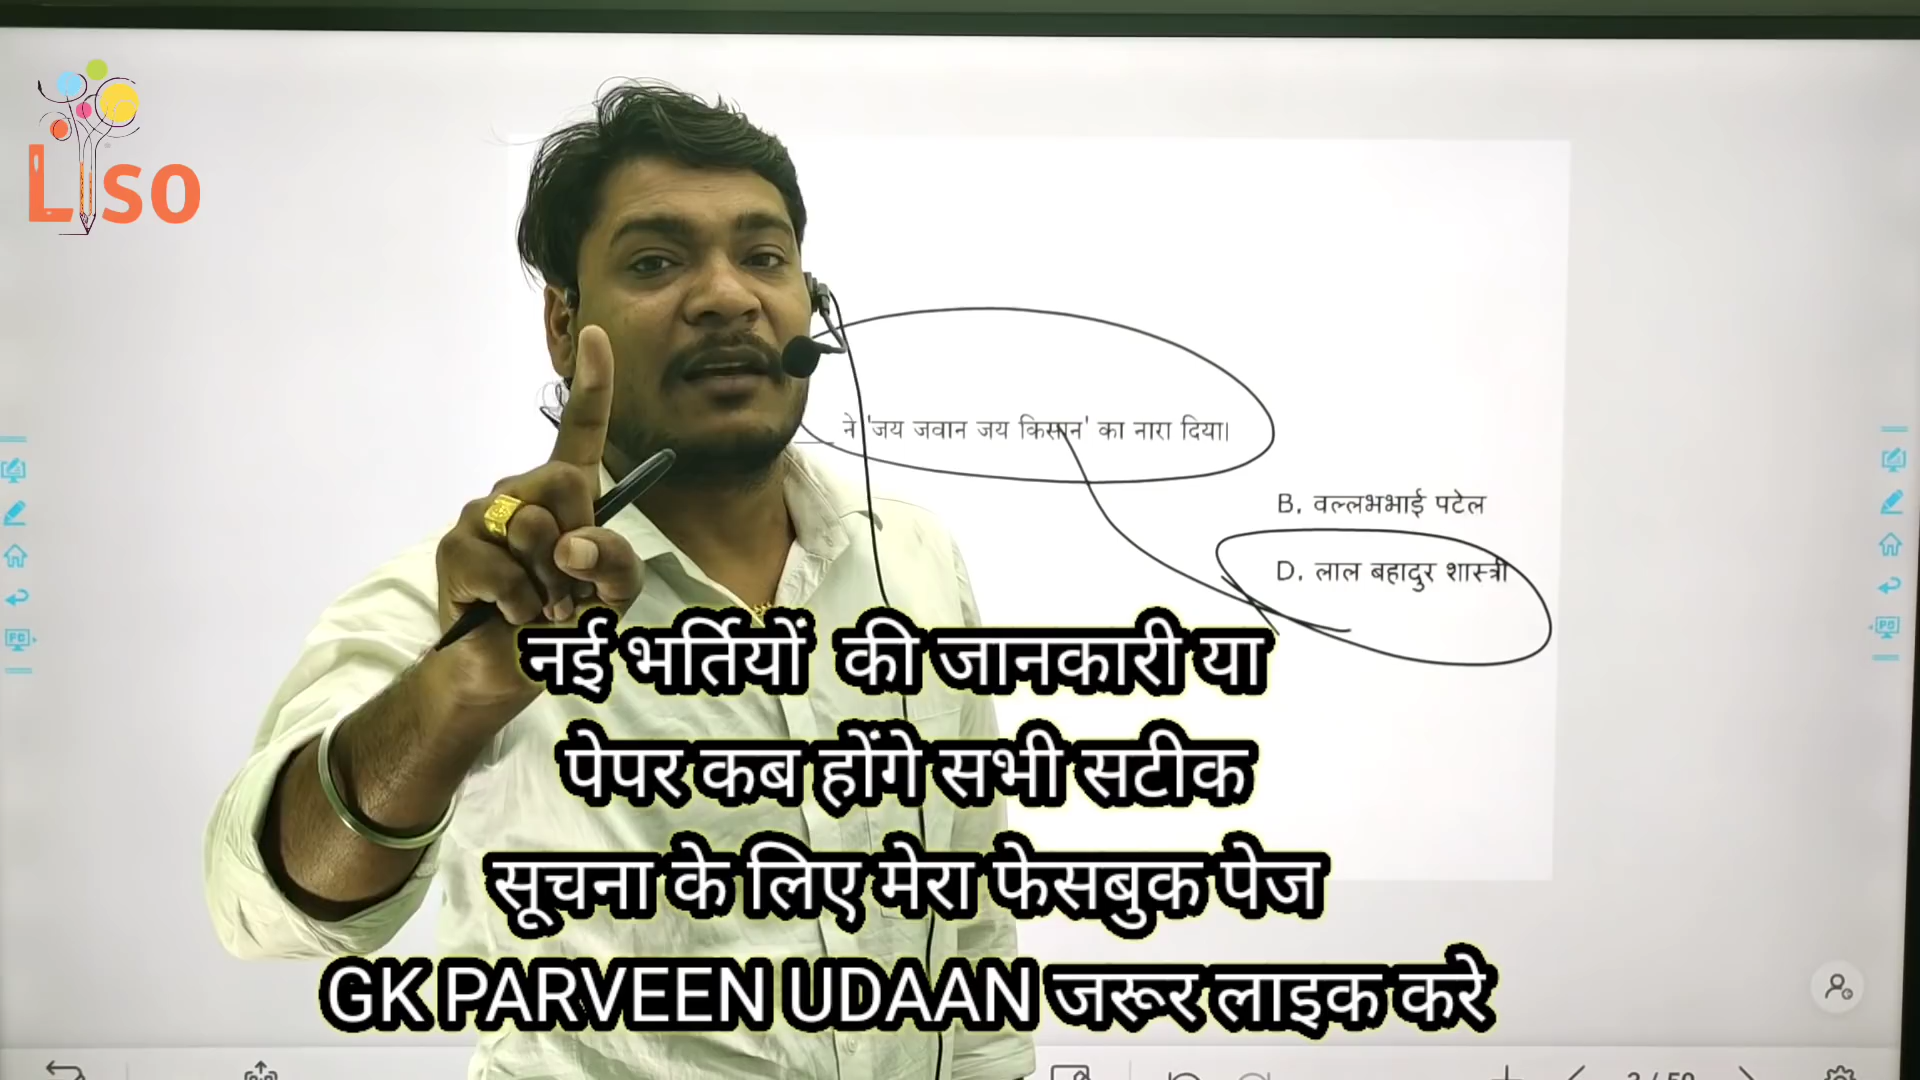 Liso
ने 'जय जवान जय किसान' का नारा दिया।
B. वल्लभभाई पटेल
D. लाल बहादुर शास्त्री
नई भर्तियों की जानकारी या
पेपर कब होंगे सभी सटीक
सूचना के लिए मेरा फेसबुक पेज
GK PARVEEN UDAAN जरूर लाइक करे